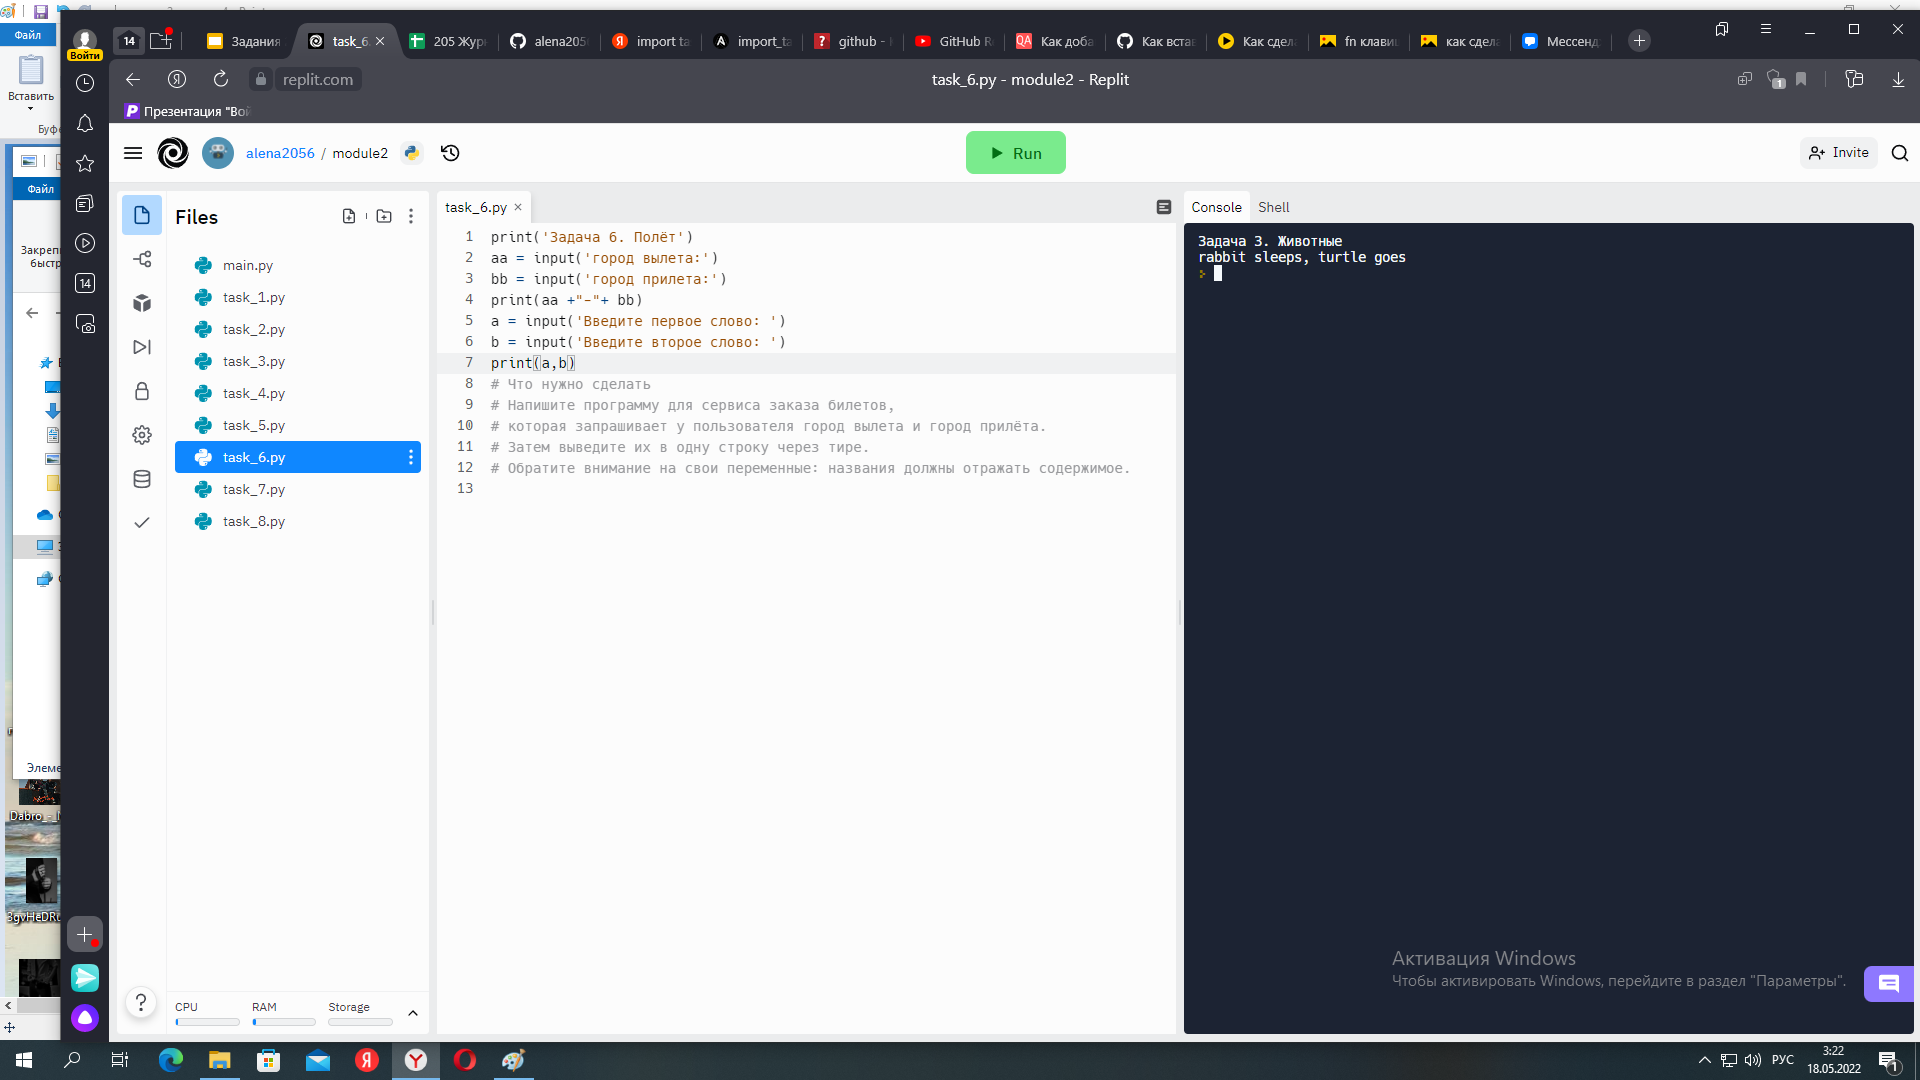 Файл
Вставить
Буф
Файл
Элеме
Dabro_-_
Войти
14
Задания
task_6.
205 Жур
alena205
import ta
import_ta
github -
GitHub R
Как доба
Как вста
Как сдел
fn клави
как сдела
Мессенд
replit.com
task_6.py - module2 - Replit
1
Презентация "Вой
14
alena2056 / module2
Run
Invite
Files
main.py
task_1.py
task_2.py
task_3.py
task_4.py
task_5.py
task_6.py
task_7.py
task_8.py
CPU
RAM
Storage
task_6.py
1 print('Задача 6. Полёт')
2 aa = input('город вылета:')
3 bb = input('город прилета:')
4 print(aa +"-"+ bb)
5 a = input('Введите первое слово: ')
6 b = input('Введите второе слово: ')
7 print(a,b)
8 # Что нужно сделать
9 # Напишите программу для сервиса заказа билетов,
10 # которая запрашивает у пользователя город вылета и город прилёта.
11 # Затем выведите их в одну строку через тире.
12 # Обратите внимание на свои переменные: названия должны отражать содержимое.
13
Console
Shell
Задача 3. Животные
rabbit sleeps, turtle goes
Активация Windows
Чтобы активировать Windows, перейдите в раздел "Параметры".
РУС
3:22
18.05.2022
1